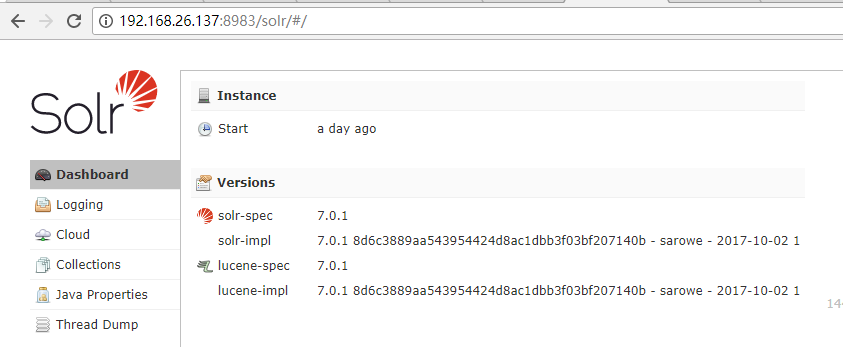 192.168.26.137:8983/solr/#/
Solr
Instance
Start a day ago
Dashboard
Versions
Logging
solr-spec 7.0.1
Cloud
solr-impl 7.0.1 8d6c3889aa543954424d8ac1dbb3f03bf207140b - sarowe - 2017-10-02 1
Collections
lucene-spec 7.0.1
Java Properties
lucene-impl 7.0.1 8d6c3889aa543954424d8ac1dbb3f03bf207140b - sarowe - 2017-10-02 1
14
Thread Dump